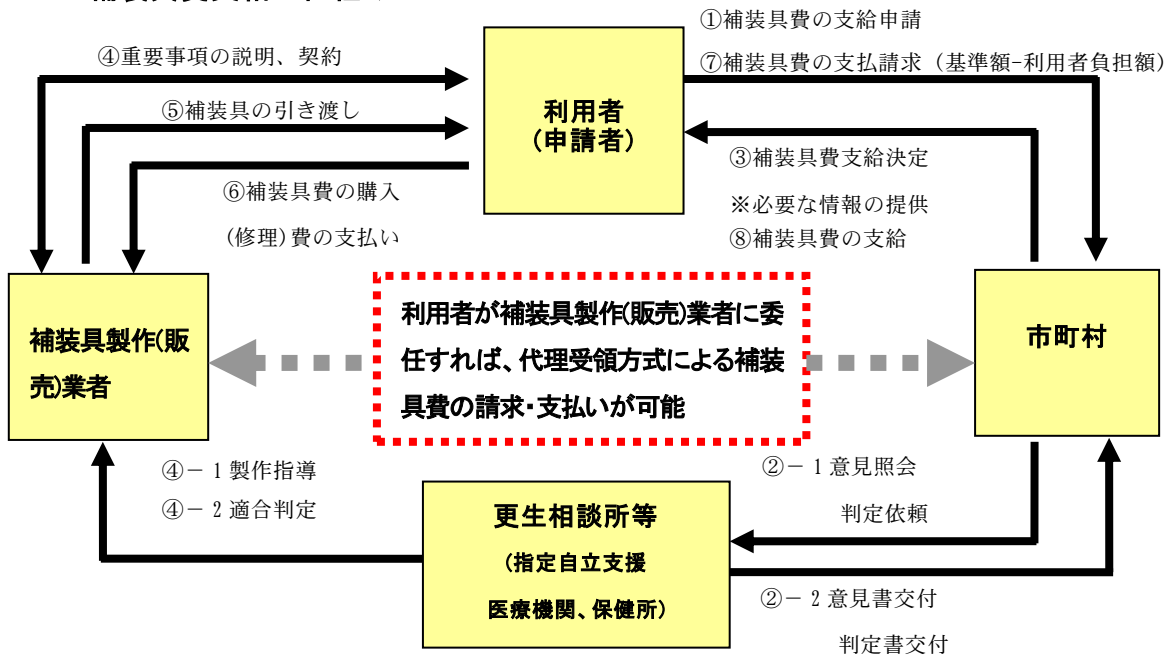 ①補装具費の支給申請
④重要事項の説明、契約
⑦補装具費の支払請求 (基準額-利用者負担額)
⑤補装具の引き渡し
利用者
(申請者)
③補装具費支給決定
⑥補装具費の購入
※必要な情報の提供
(修理)費の支払い
⑧補装具費の支給
利用者が補装具製作(販売)業者に委
任すれば、代理受領方式による補装
具費の請求・支払いが可能
補装具製作(販
売)業者
市町村
④－1 製作指導
④－2 適合判定
②－1 意見照会
判定依頼
更生相談所等
(指定自立支援
医療機関、保健所)
②－2 意見書交付
判定書交付